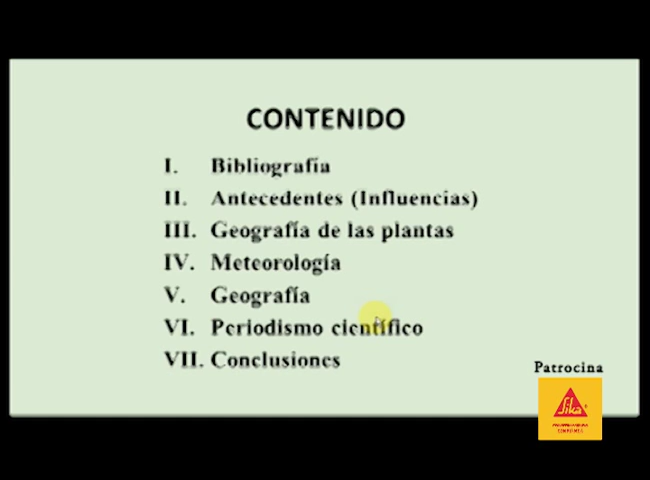 CONTENIDO
I. Bibliografía
II. Antecedentes (Influencias)
III. Geografía de las plantas
IV. Meteorología
V. Geografía
VI. Periodismo científico
VII. Conclusiones
Patrocina
Sika